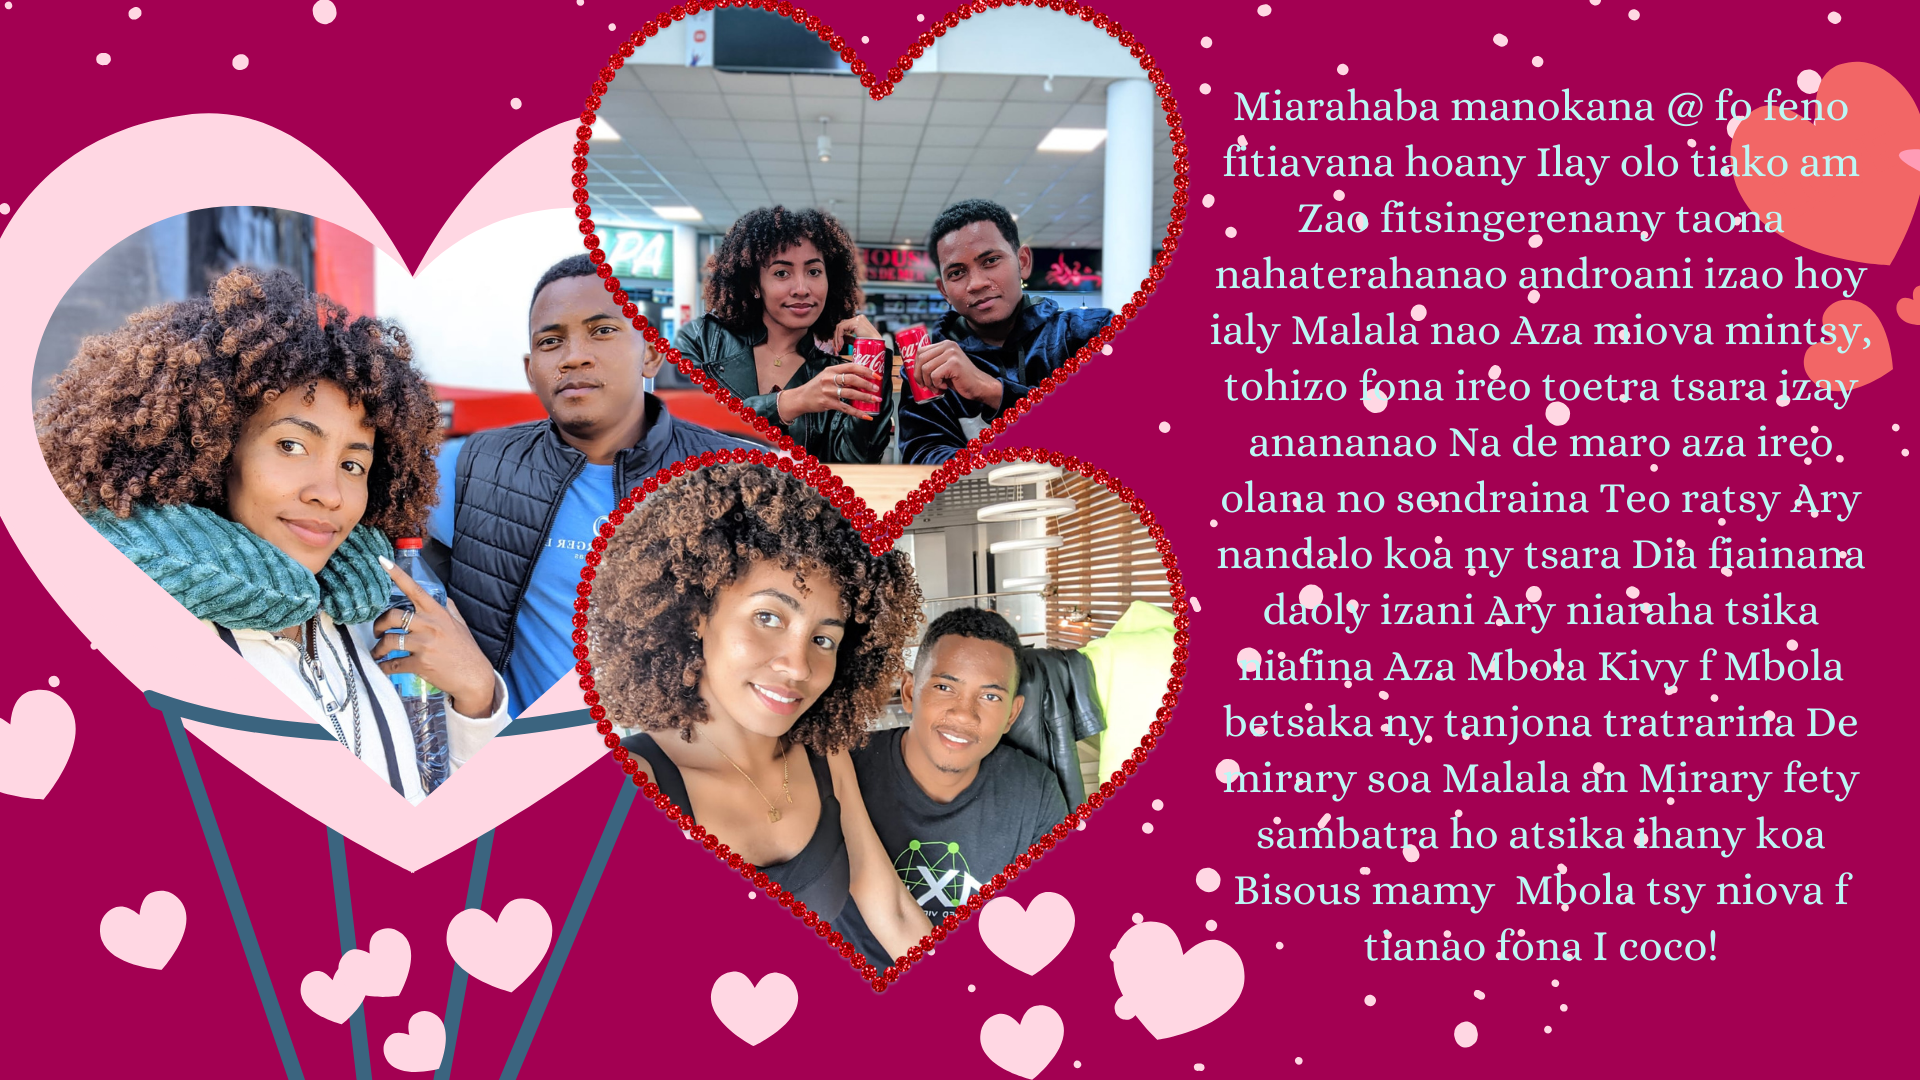 Miarahaba manokana @ fo feno
fitiavana hoany Ilay olo tiako am
Zao fitsingerenany taona
nahaterahanao androani izao hoy
ialy Malala nao Aza miova mintsy,
tohizo fona ireo toetra tsara izay
anananao Na de maro aza ireo
olana no sendraina Teo ratsy Ary
nandalo koa ny tsara Dia fiainana
daoly izani Ary niaraha tsika
niafina Aza Mbola Kivy f Mbola
betsaka ny tanjona tratrarina De
mirary soa Malala an Mirary fety
sambatra ho atsika ihany koa
Bisous mamy Mbola tsy niova f
tianao fona I coco!